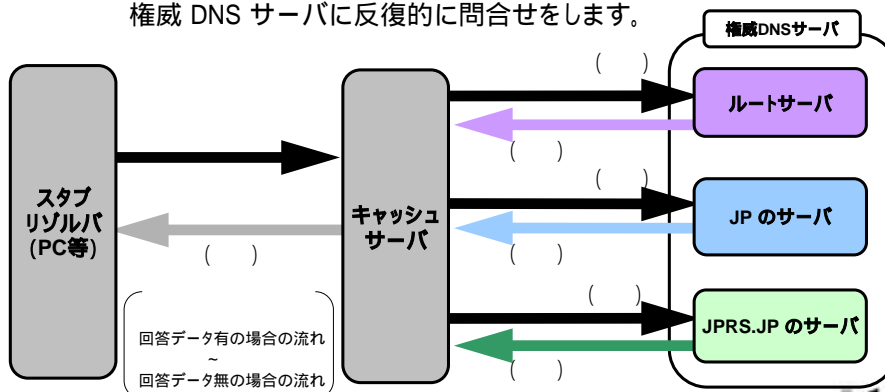 権威 DNS サーバに反復的に問合せをします。
権威DNSサーバ
(　　)
ルートサーバ
(　　)
(　　)
スタブ
リゾルバ
(PC等)
キャッシュ
サーバ
JP のサーバ
(　　)
(　　)
(　　)
JPRS.JP のサーバ
(　　)
回答データ有の場合の流れ
~
回答データ無の場合の流れ